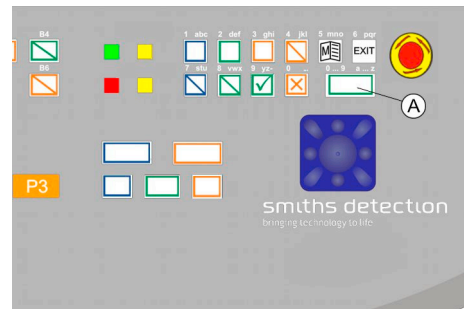 B4
1 abc 2 def 3 ghi 4 jkl 5 mno 6 pqr
EXIT
B6
7 stu 8 vwx 9 yz- 0 .. 0 ... 9 a ... z
A
P3
smiths detection
bringing technology to life